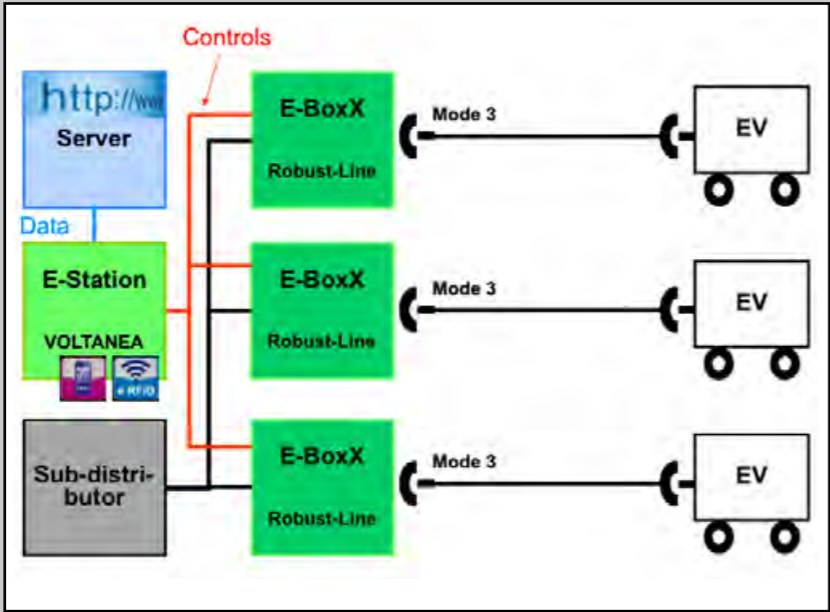 Controls
http://www
Server
Data
E-Station
VOLTANEA
e RFID
Sub-distri-
butor
E-BoxX
Robust-Line
Mode 3
EV
E-BoxX
Robust-Line
Mode 3
EV
E-BoxX
Robust-Line
Mode 3
EV